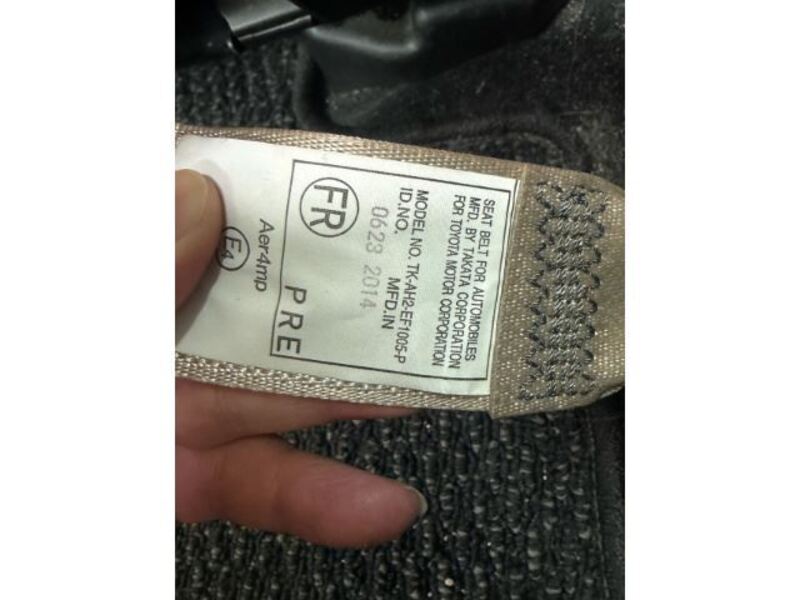 SEAT BELT FOR AUTOMOBILES
MFD. BY TAKATA CORPORATION
FOR TOYOTA MOTOR CORPORATION
MODEL NO. TK-AH2-EF1005-P
ID.NO. MFD.IN
0623 2014
FR
PRE
Aer4mp
E4